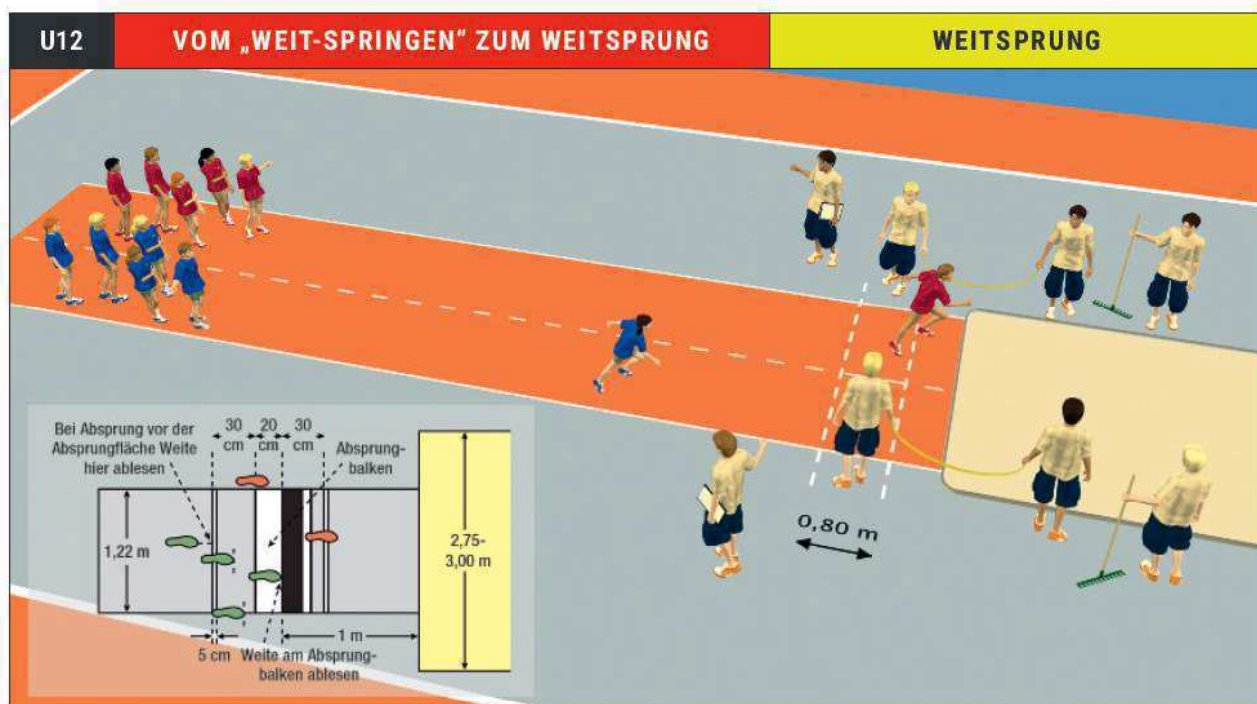 U12
VOM „WEIT-SPRINGEN“ ZUM WEITSPRUNG
WEITSPRUNG
0,80 m
Bei Absprung vor der
Absprungfläche Weite
hier ablesen
30
cm
20
cm
30
cm
Absprung-
balken
1,22 m
2,75-
3,00 m
1 m
5 cm
Weite am Absprung-
balken ablesen